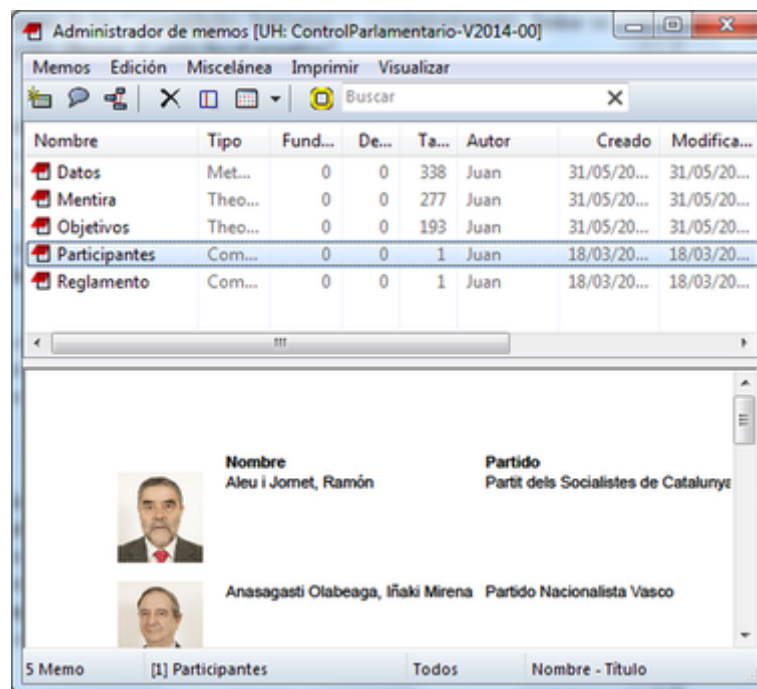 Administrador de memos [UH: ControlParlamentario-V2014-00]
Memos Edición Miscelánea Imprimir Visualizar
Buscar
Nombre Tipo Fund... De... Ta... Autor Creado Modifica...
Datos Met... 0 0 338 Juan 31/05/20... 31/05/20...
Mentira Theo... 0 0 277 Juan 31/05/20... 31/05/20...
Objetivos Theo... 0 0 193 Juan 31/05/20... 31/05/20...
Participantes Com... 0 0 1 Juan 18/03/20... 18/03/20...
Reglamento Com... 0 0 1 Juan 18/03/20... 18/03/20...
Nombre Partido
Aleu i Jornet, Ramón Partit dels Socialistes de Catalunya
Anasagasti Olabeaga, Iñaki Mirena Partido Nacionalista Vasco
5 Memo [1] Participantes Todos Nombre - Título